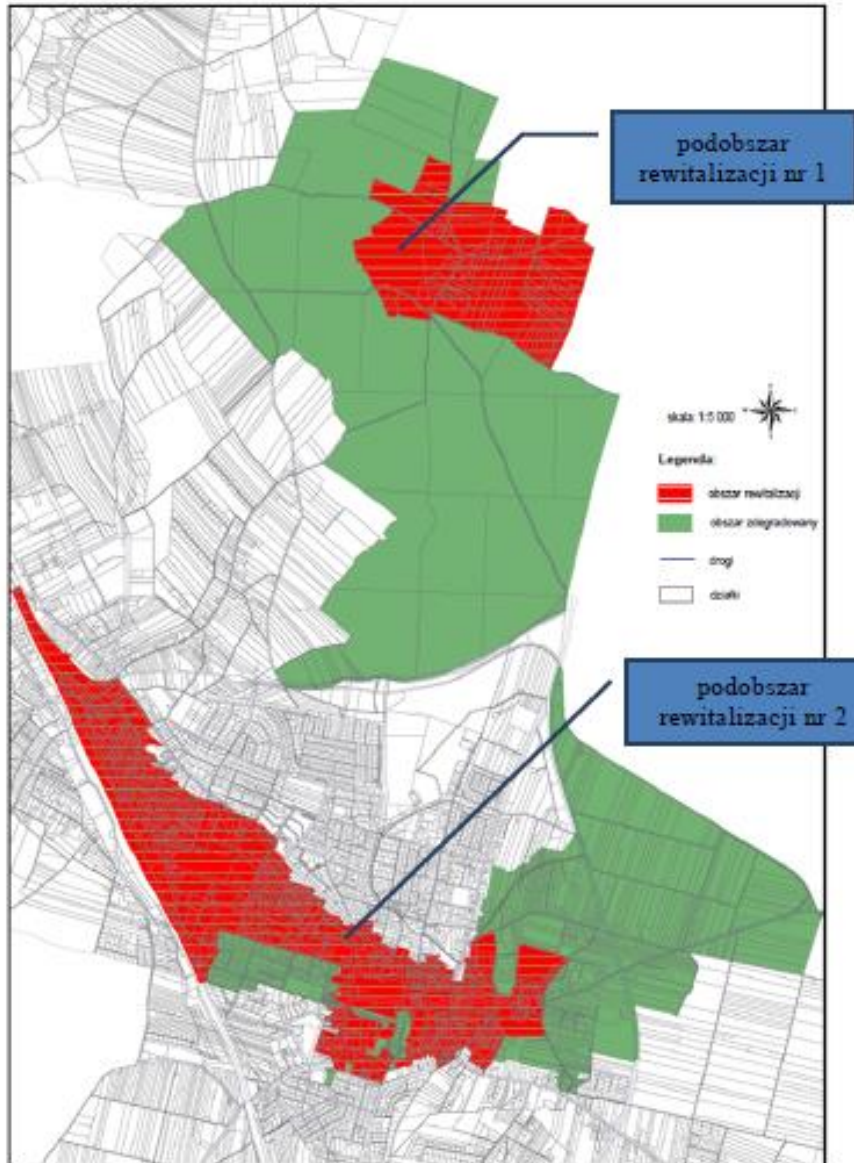 podobszar
rewitalizacji nr 1
skala: 1:5 000
Legenda:
obszar rewitalizacji
obszar zdegradowany
drogi
działki
podobszar
rewitalizacji nr 2